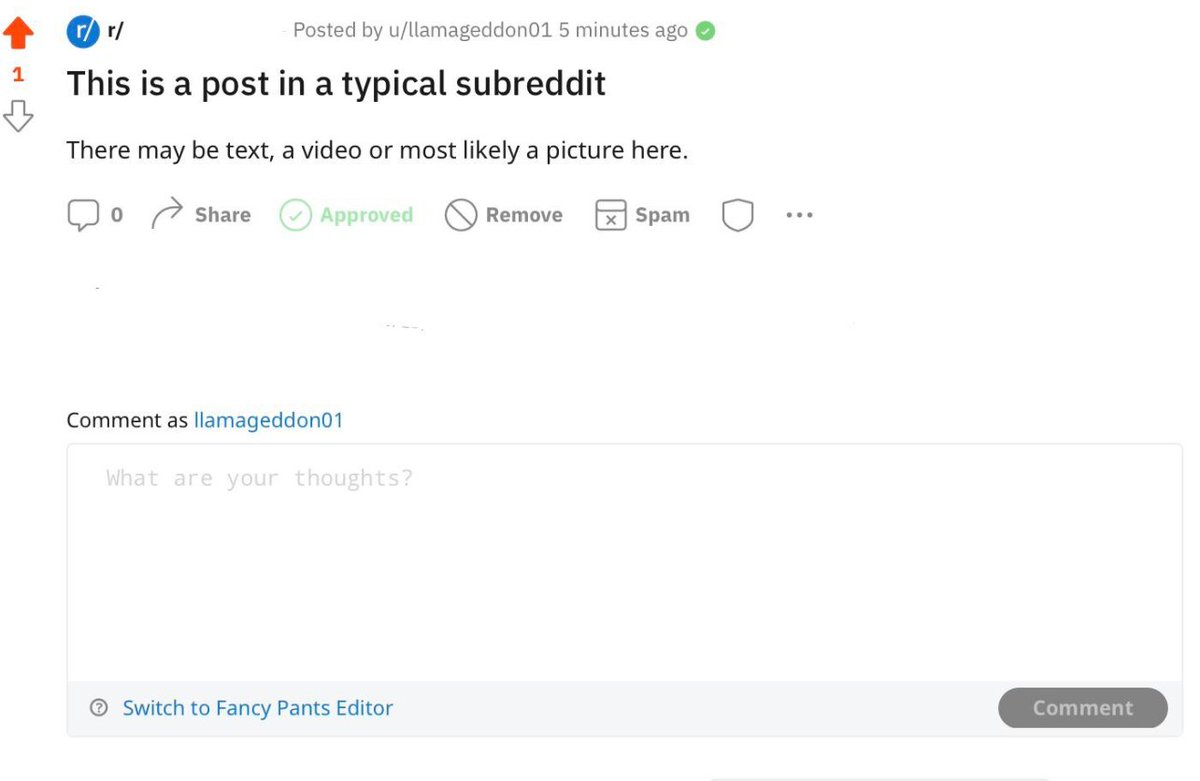 r/ r/ Posted by u/llamageddon01 5 minutes ago
1
This is a post in a typical subreddit
There may be text, a video or most likely a picture here.
0 Share Approved Remove Spam
Comment as llamageddon01
What are your thoughts?
Switch to Fancy Pants Editor Comment